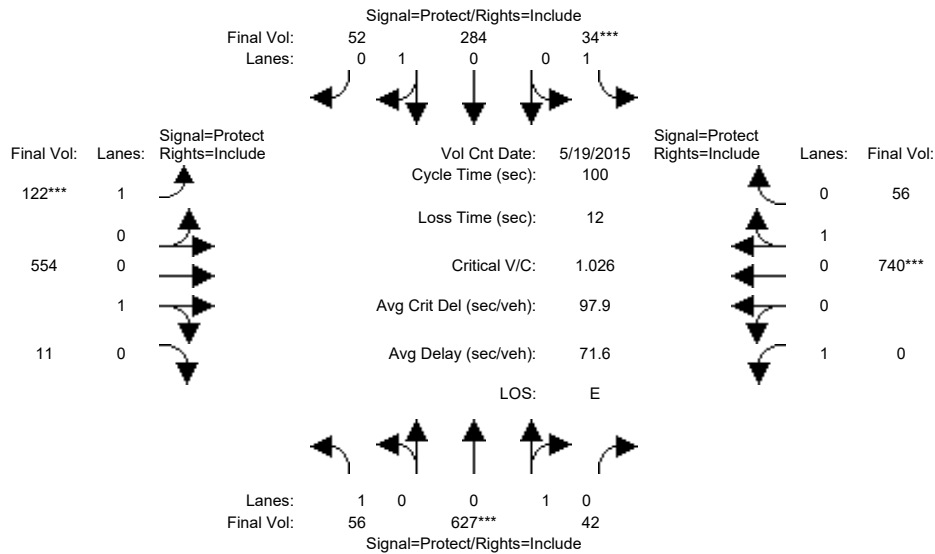 Signal=Protect/Rights=Include
Final Vol: 52 284 34***
Lanes: 0 1 0 0 1
Signal=Protect
Final Vol: Lanes: Rights=Include
Vol Cnt Date: 5/19/2015
Signal=Protect
Rights=Include Lanes: Final Vol:
Cycle Time (sec): 100
122*** 1
0 56
Loss Time (sec): 12
0
1
554 0
Critical V/C: 1.026
0 740***
1
Avg Crit Del (sec/veh): 97.9
0
11 0
Avg Delay (sec/veh): 71.6
1 0
LOS: E
Lanes: 1 0 0 1 0
Final Vol: 56 627*** 42
Signal=Protect/Rights=Include